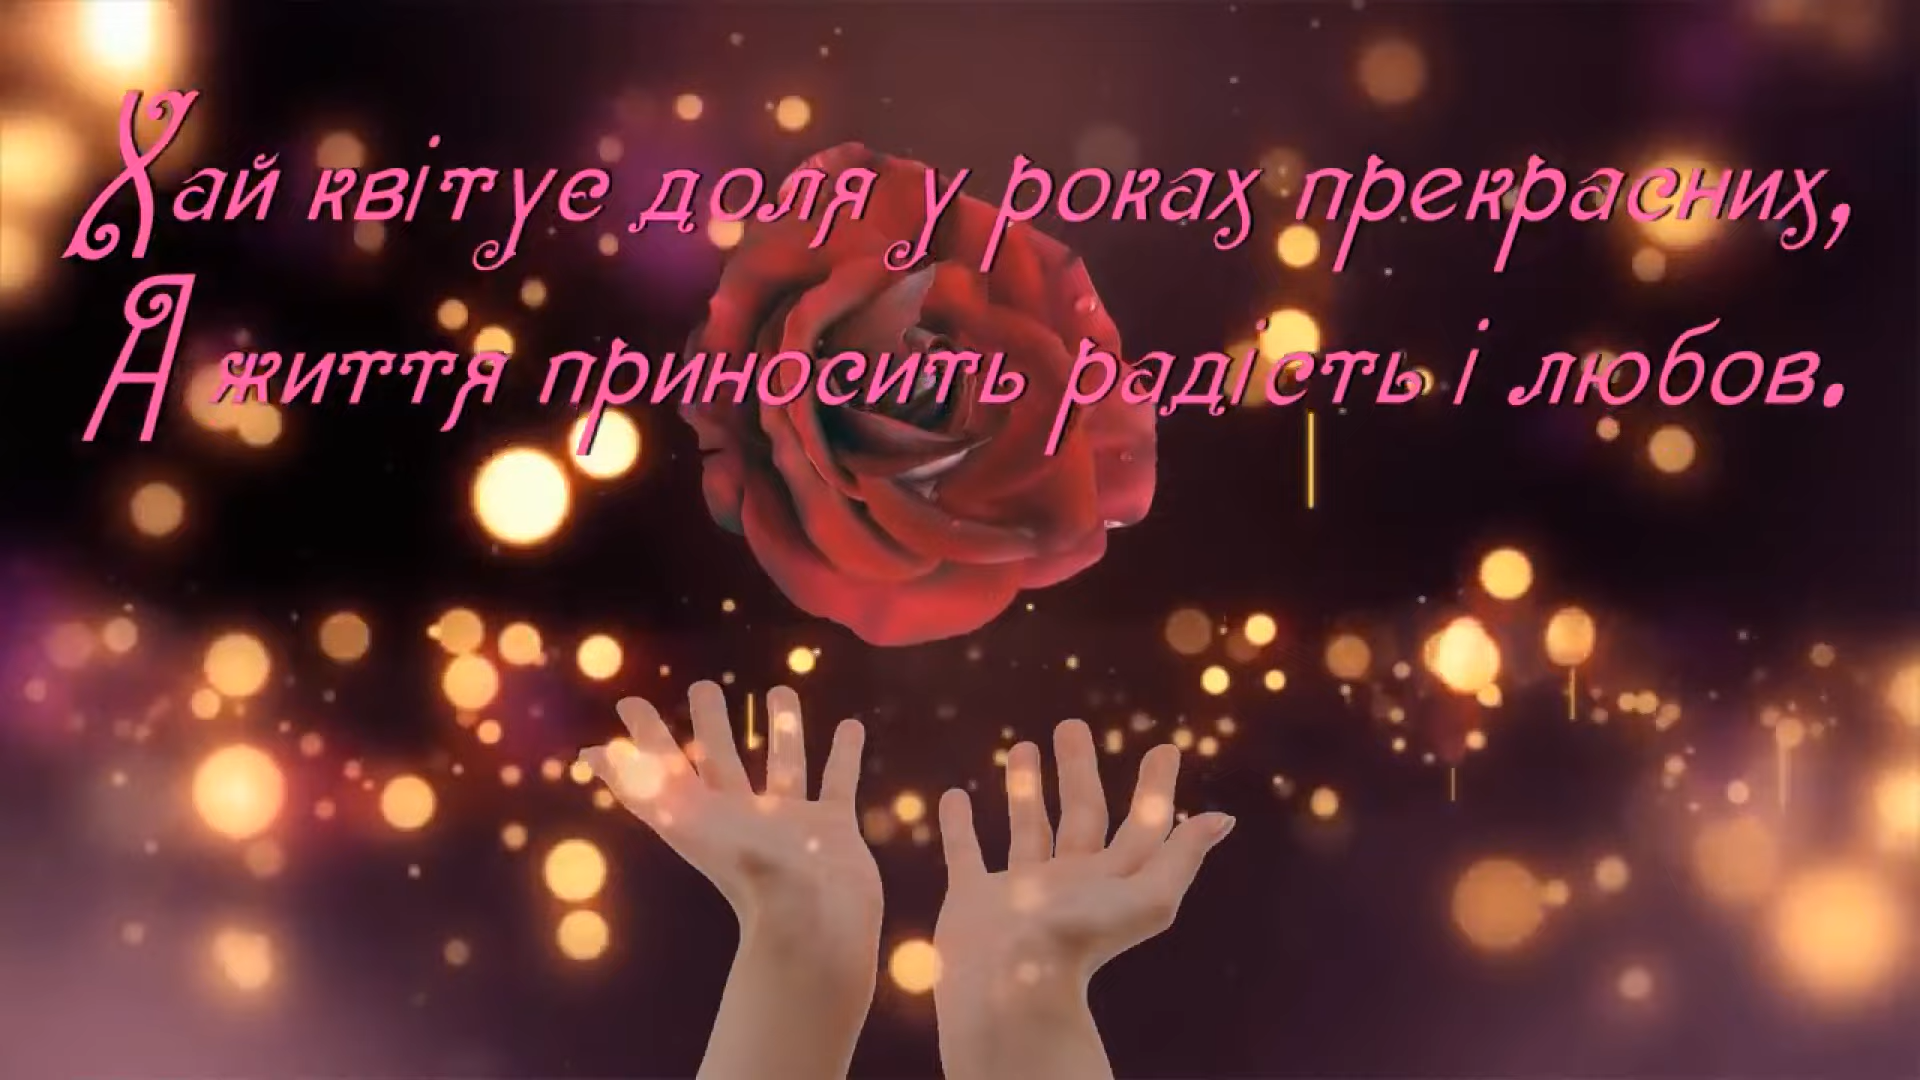 Хай квітує доля у роках прекрасних,
А життя приносить радість і любов.